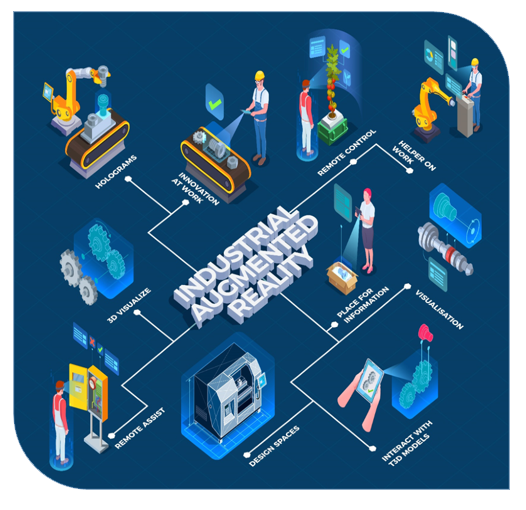 HOLOGRAMS
INNOVATION
AT WORK
REMOTE CONTROL
HELPER ON
WORK
INDUSTRIAL
AUGMENTED
REALITY
3D VISUALIZE
PLACE FOR
INFORMATION
VISUALISATION
REMOTE ASSIST
DESIGN SPACES
INTERACT WITH
T3D MODELS